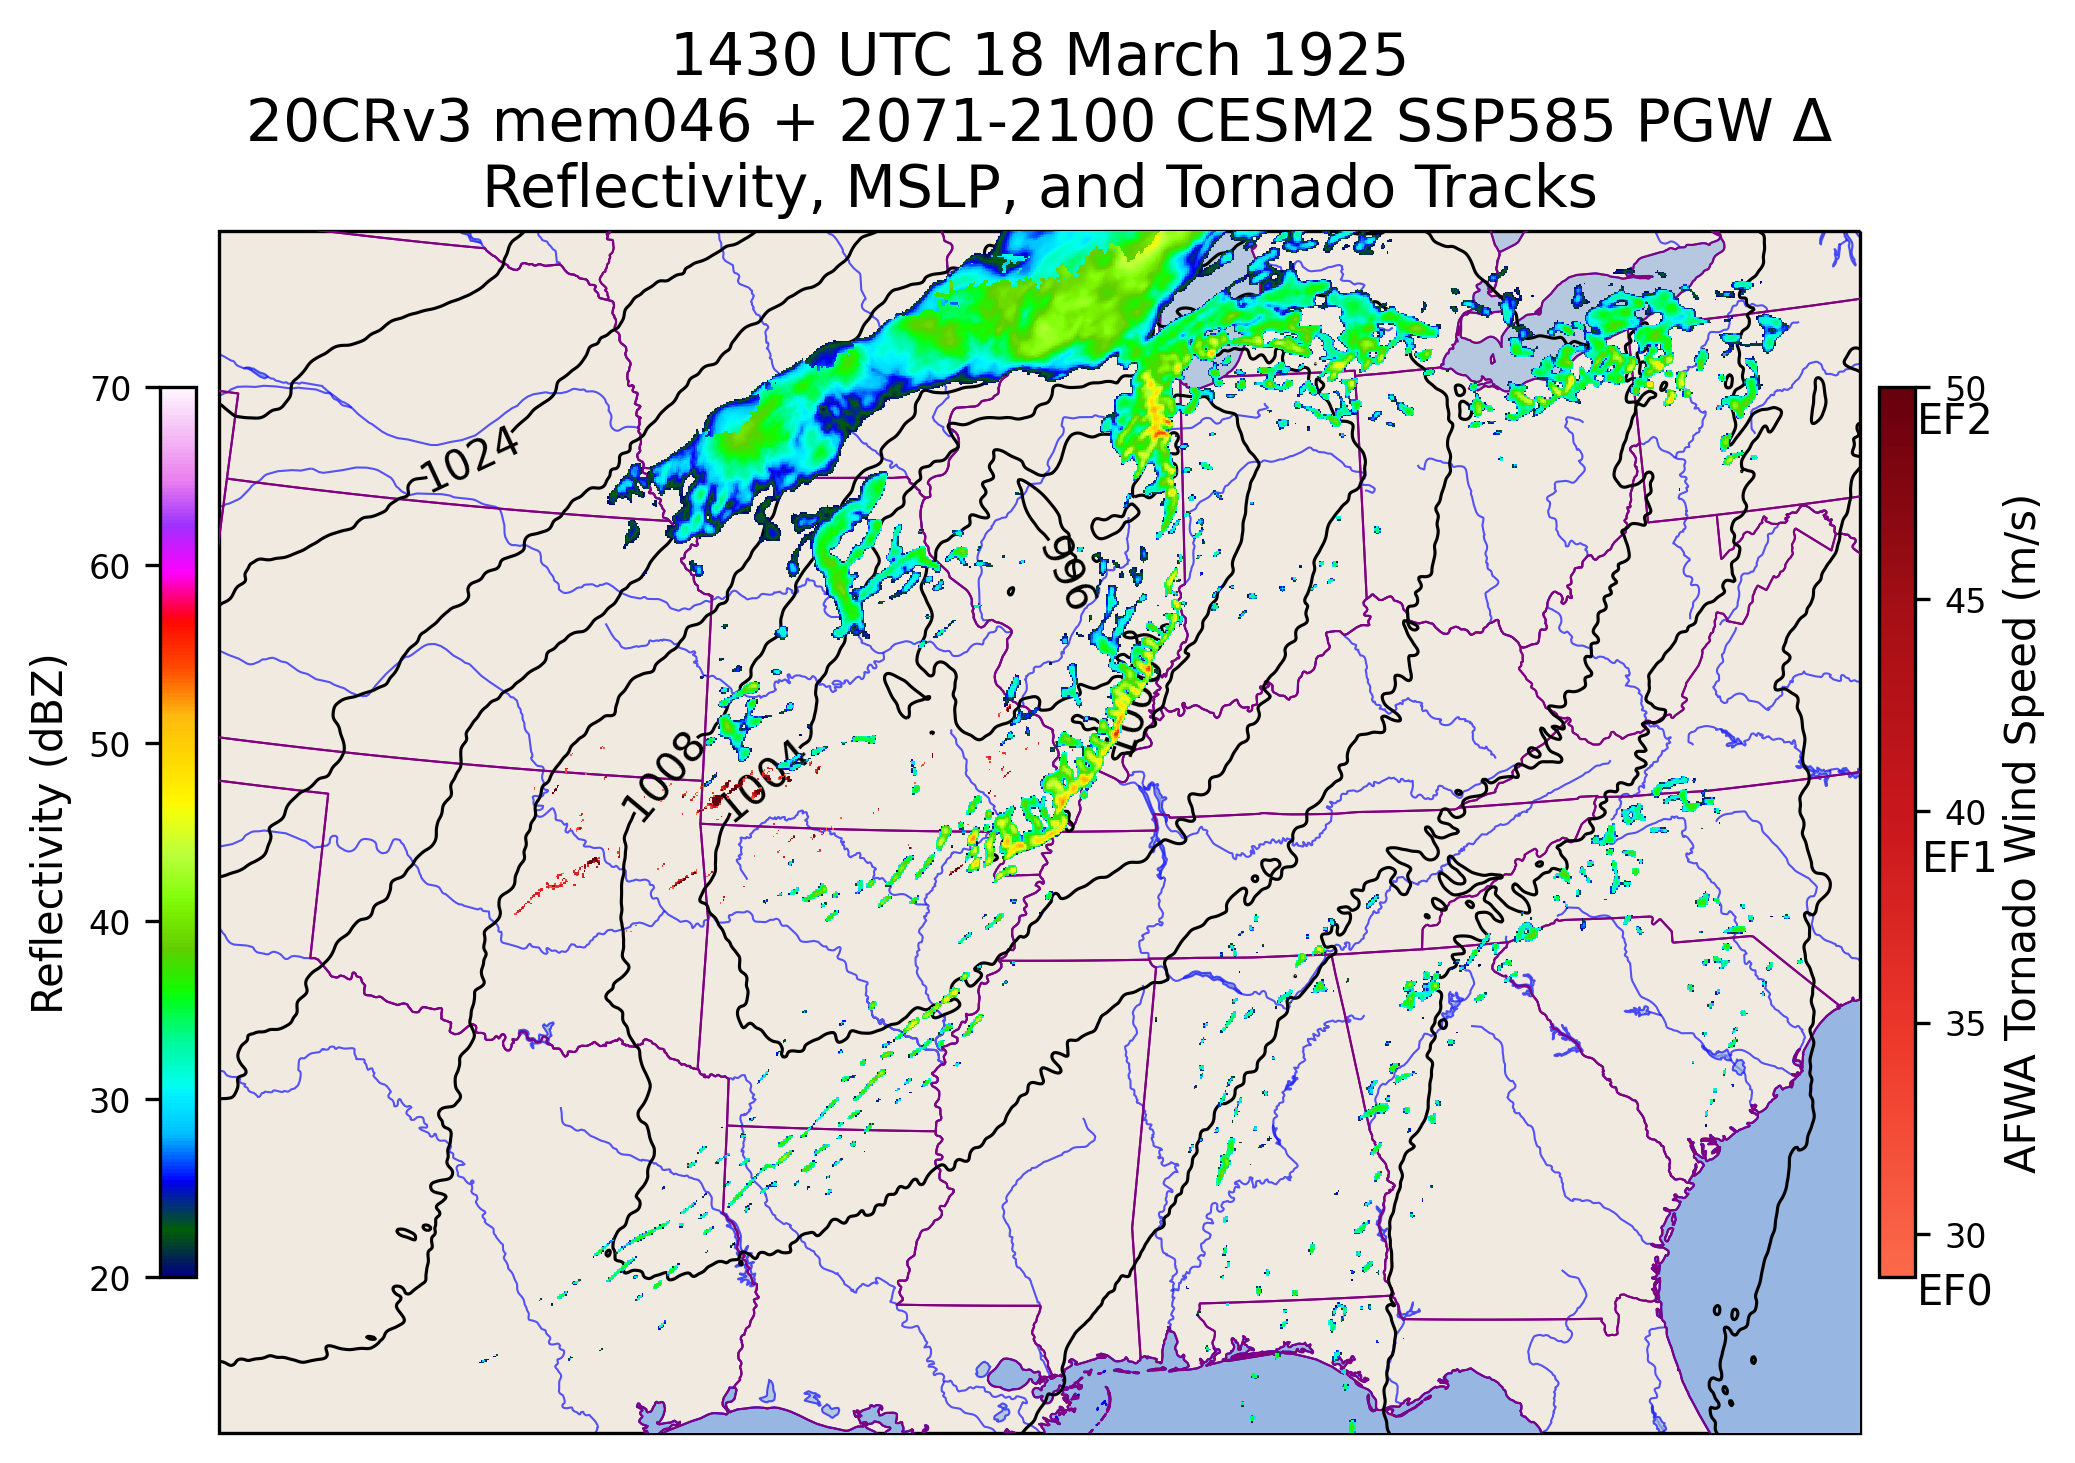 1430 UTC 18 March 1925
20CRv3 mem046 + 2071-2100 CESM2 SSP585 PGW Δ
Reflectivity, MSLP, and Tornado Tracks
Reflectivity (dBZ)
70
60
50
40
30
20
1024
996
1000
1008
1004
50
EF2
45
40
EF1
35
30
EF0
AFWA Tornado Wind Speed (m/s)